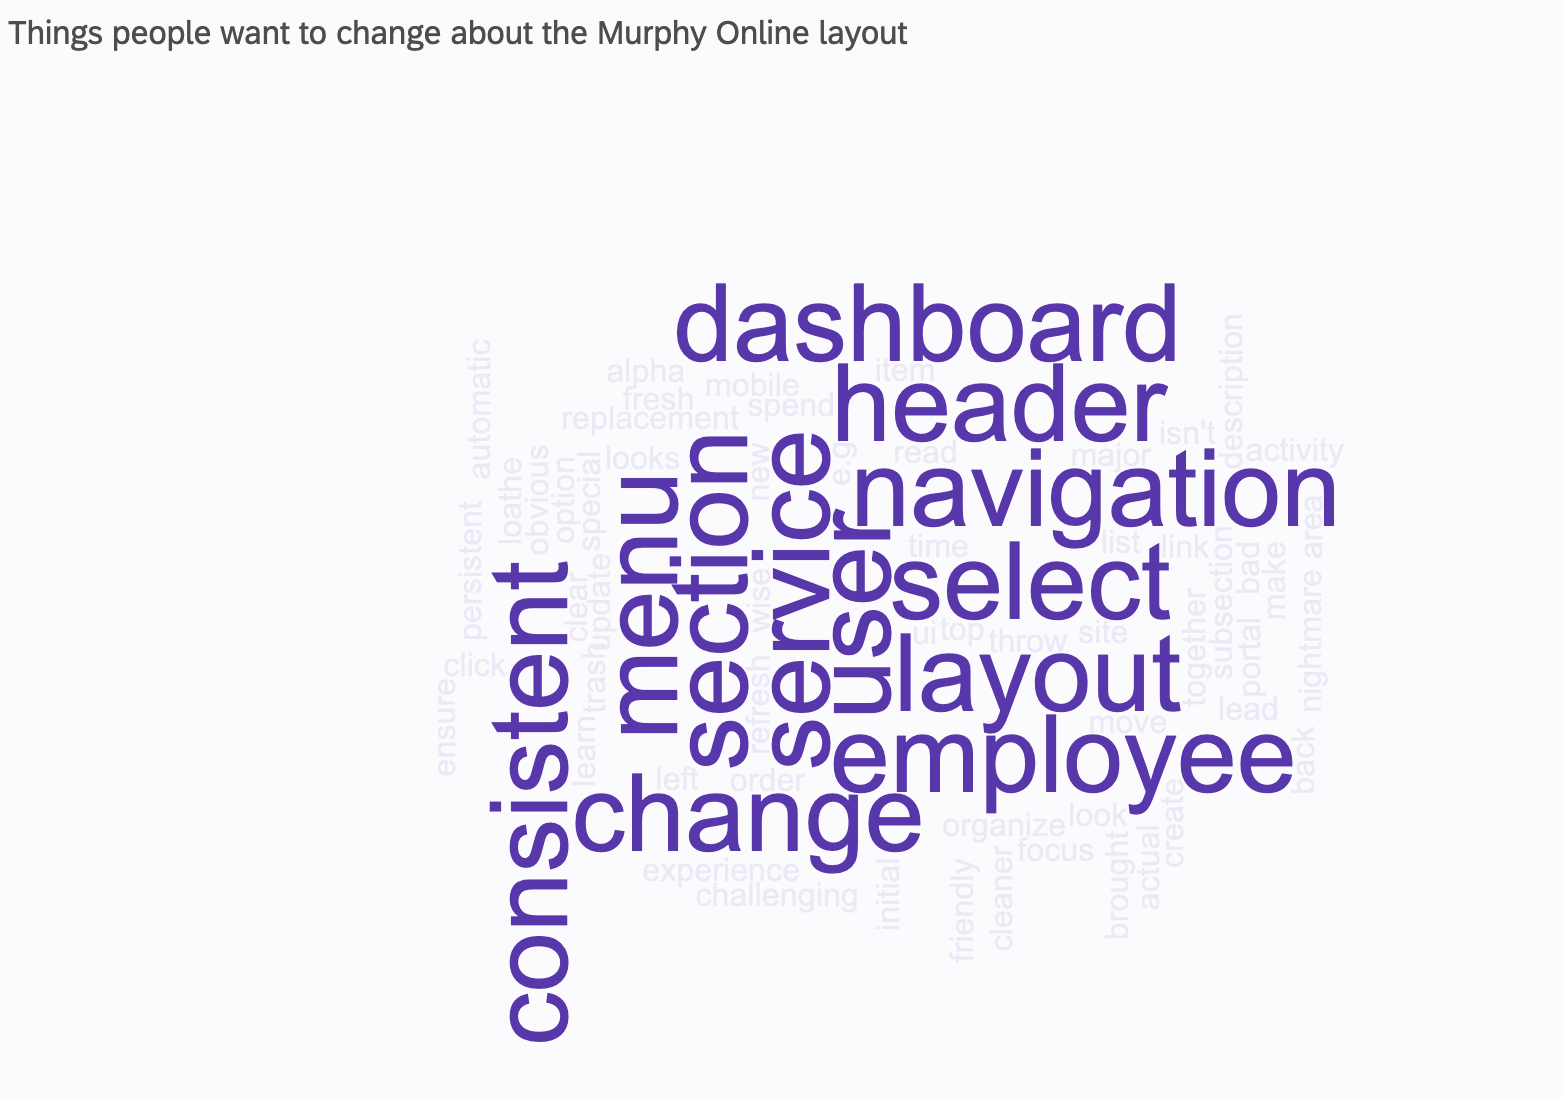 Things people want to change about the Murphy Online layout
dashboard
header
navigation
select
layout
employee
change
consistent
menu
section
service
user
automatic
alpha
fresh
mobile
replacement
spend
item
description
isn't
activity
looks
new
e.g
read
major
loathe
obvious
option
special
persistent
time
list
link
area
clear
update
wise
subsection
bad
make
ui
top
throw
site
together
portal
nightmare
click
trash
refresh
ensure
learn
move
lead
back
left
order
organize
look
focus
create
experience
challenging
initial
friendly
cleaner
brought
actual